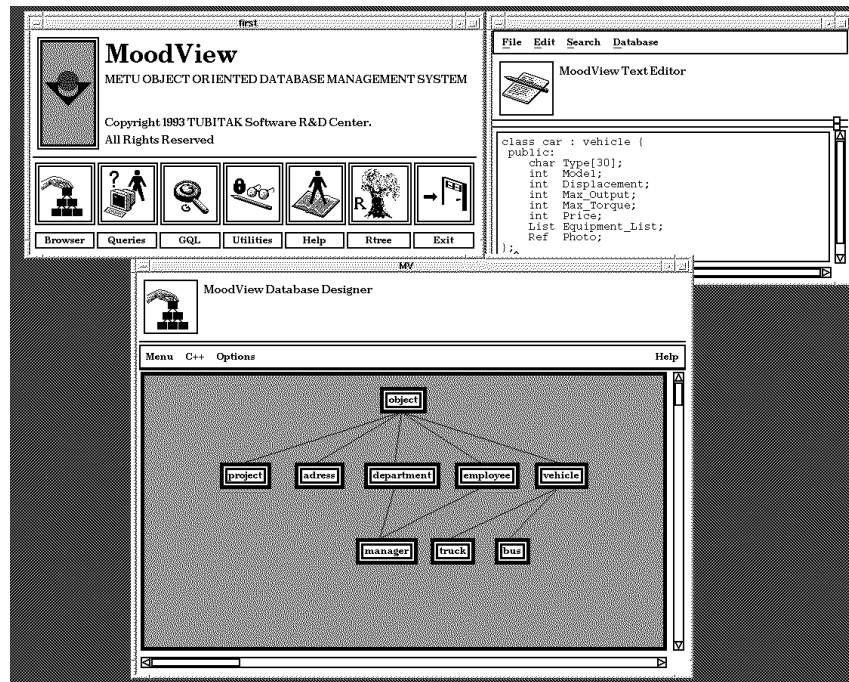 first
MoodView
METU OBJECT ORIENTED DATABASE MANAGEMENT SYSTEM
Copyright 1993 TUBITAK Software R&D Center.
All Rights Reserved
? R
Browser Queries GQL Utilities Help Rtree Exit
File Edit Search Database
MoodView Text Editor
class car : vehicle {
public:
char Type[30];
int Model;
int Displacement;
int Max_Output;
int Max_Torque;
int Price;
List Equipment_List;
Ref Photo;
};
MV
MoodView Database Designer
Menu C++ Options Help
object
project adress department employee vehicle
manager truck bus